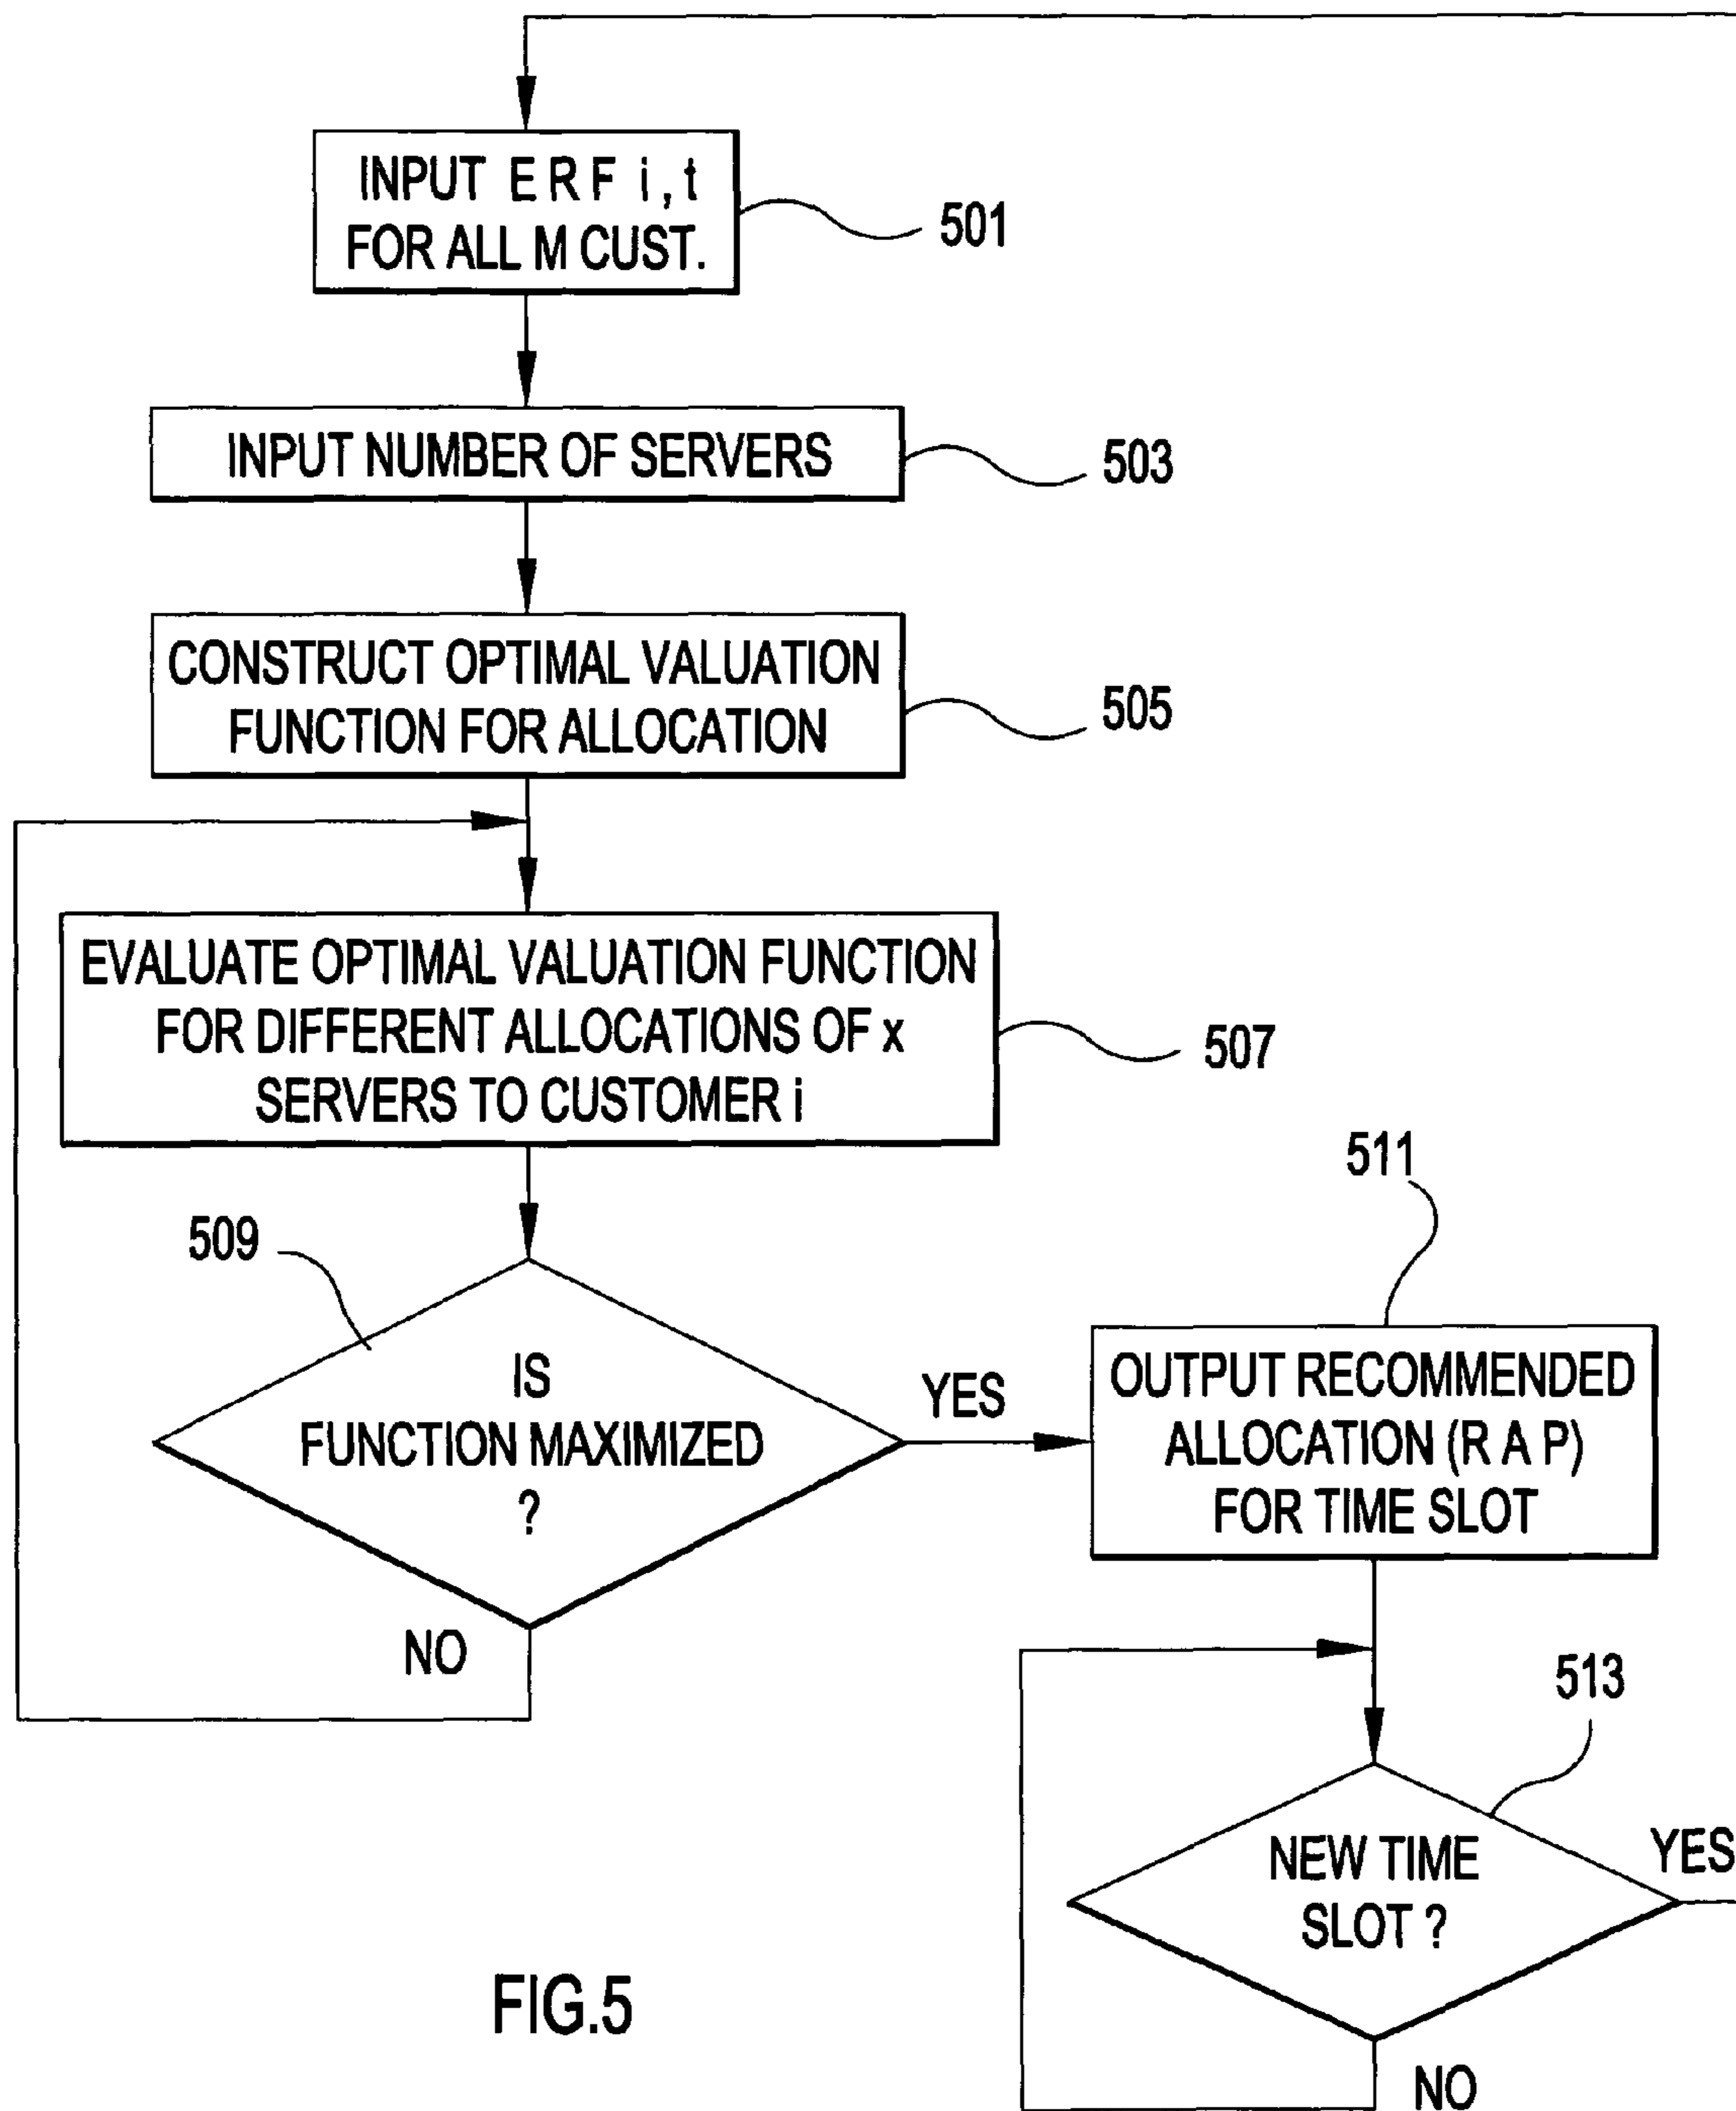 INPUT E R F i , t
FOR ALL M CUST.
501
INPUT NUMBER OF SERVERS
503
CONSTRUCT OPTIMAL VALUATION
FUNCTION FOR ALLOCATION
505
EVALUATE OPTIMAL VALUATION FUNCTION
FOR DIFFERENT ALLOCATIONS OF x
SERVERS TO CUSTOMER i
507
509
IS
FUNCTION MAXIMIZED
?
YES
NO
511
OUTPUT RECOMMENDED
ALLOCATION (R A P)
FOR TIME SLOT
513
NEW TIME
SLOT ?
YES
NO
FIG.5